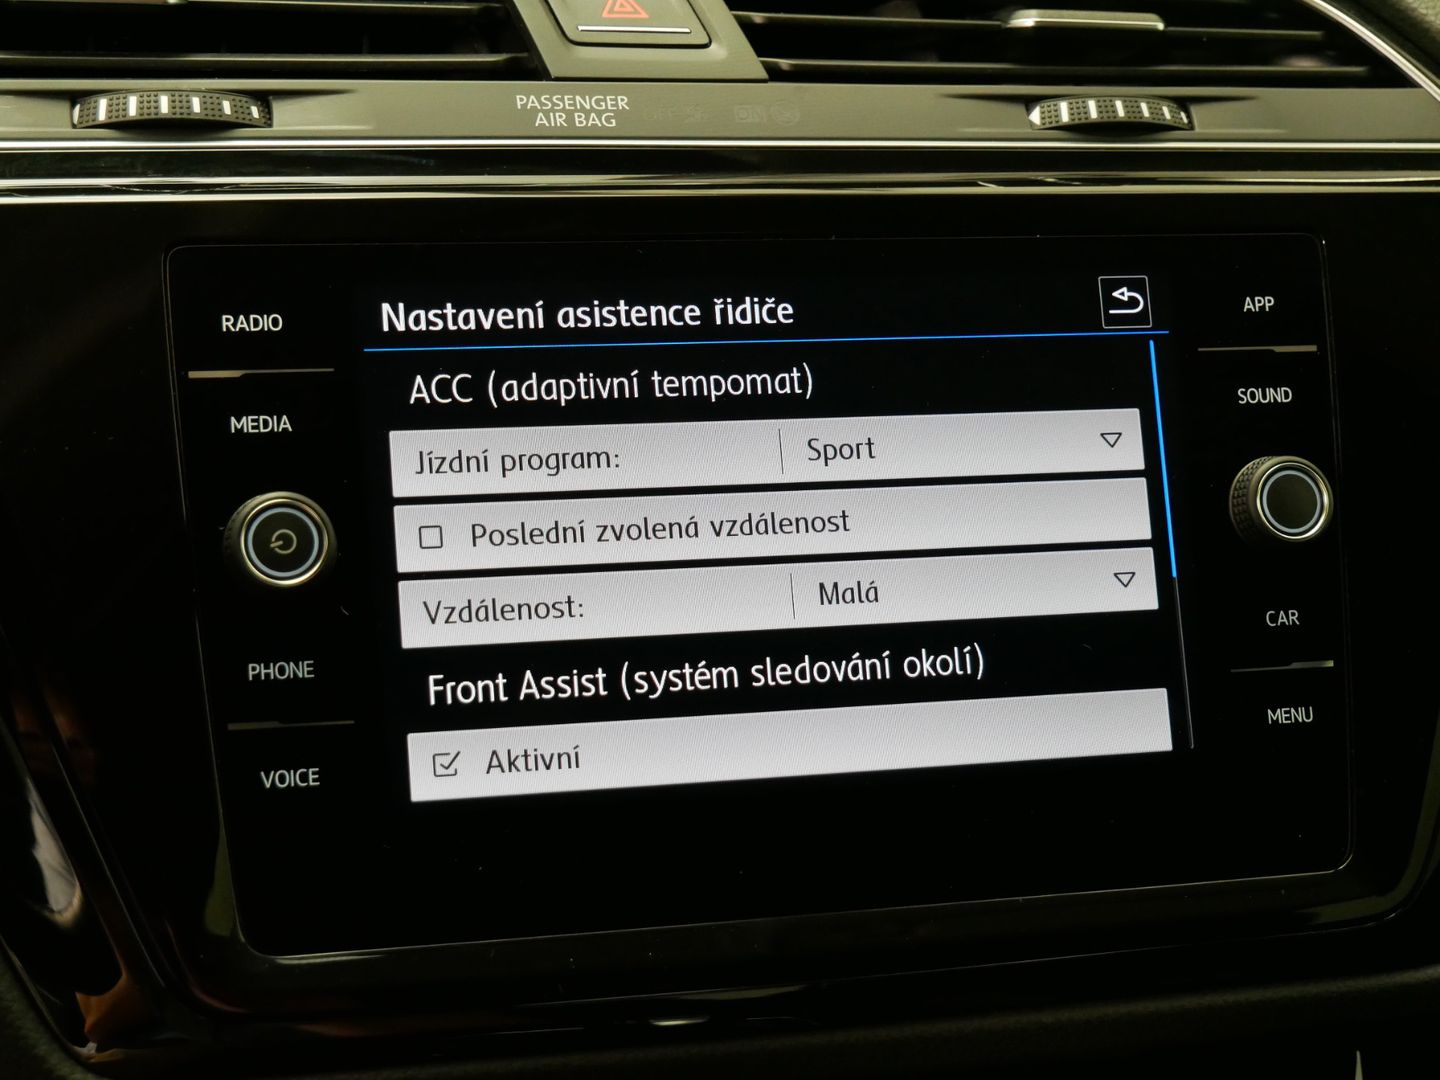 PASSENGER
AIR BAG
RADIO
MEDIA
PHONE
VOICE
Nastavení asistence řidiče
ACC (adaptivní tempomat)
Jízdní program: Sport
Poslední zvolená vzdálenost
Vzdálenost: Malá
Front Assist (systém sledování okolí)
Aktivní
APP
SOUND
CAR
MENU